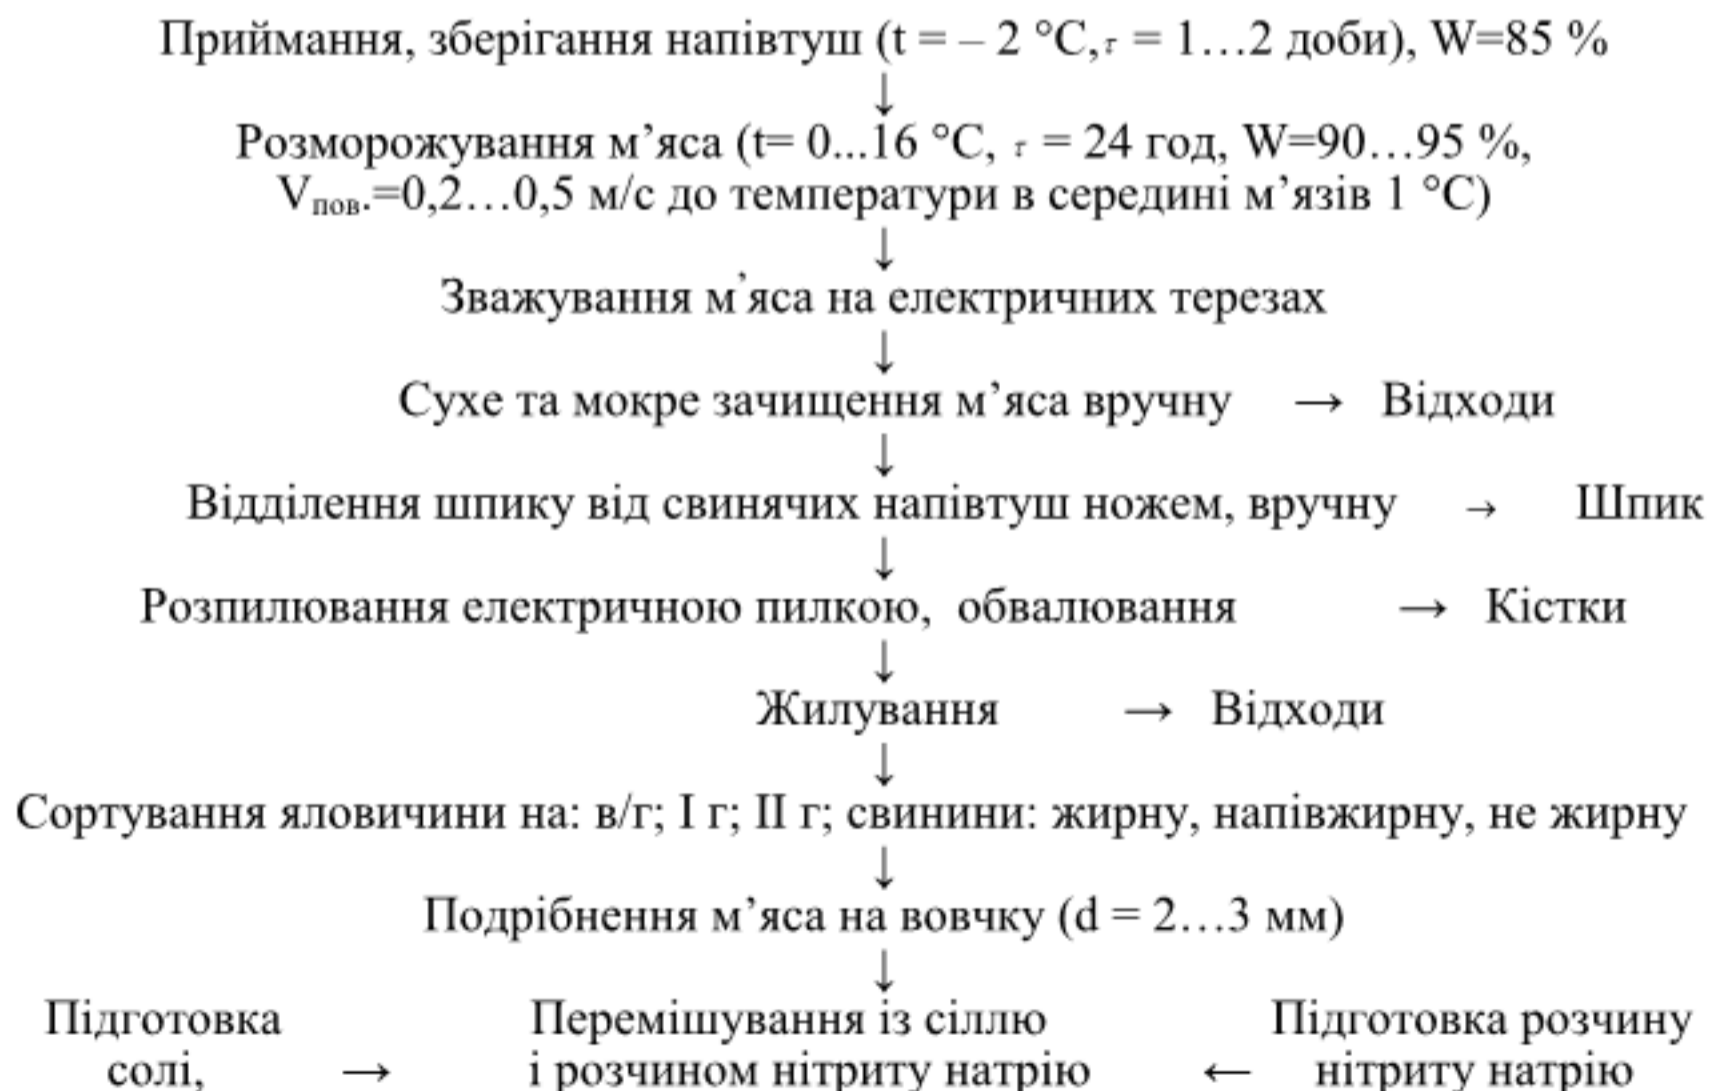 Приймання, зберігання напівтуш (t = – 2 °C, τ = 1…2 доби), W=85 %
↓
Розморожування м’яса (t= 0...16 °C, τ = 24 год, W=90…95 %,
Vпов.=0,2…0,5 м/с до температури в середині м’язів 1 °C)
↓
Зважування м'яса на електричних терезах
↓
Сухе та мокре зачищення м’яса вручну → Відходи
↓
Відділення шпику від свинячих напівтуш ножем, вручну → Шпик
↓
Розпилювання електричною пилкою, обвалювання → Кістки
↓
Жилування → Відходи
↓
Сортування яловичини на: в/г; I г; II г; свинини: жирну, напівжирну, не жирну
↓
Подрібнення м’яса на вовчку (d = 2…3 мм)
↓
Підготовка Перемішування із сіллю Підготовка розчину
солі, → і розчином нітриту натрію ← нітриту натрію